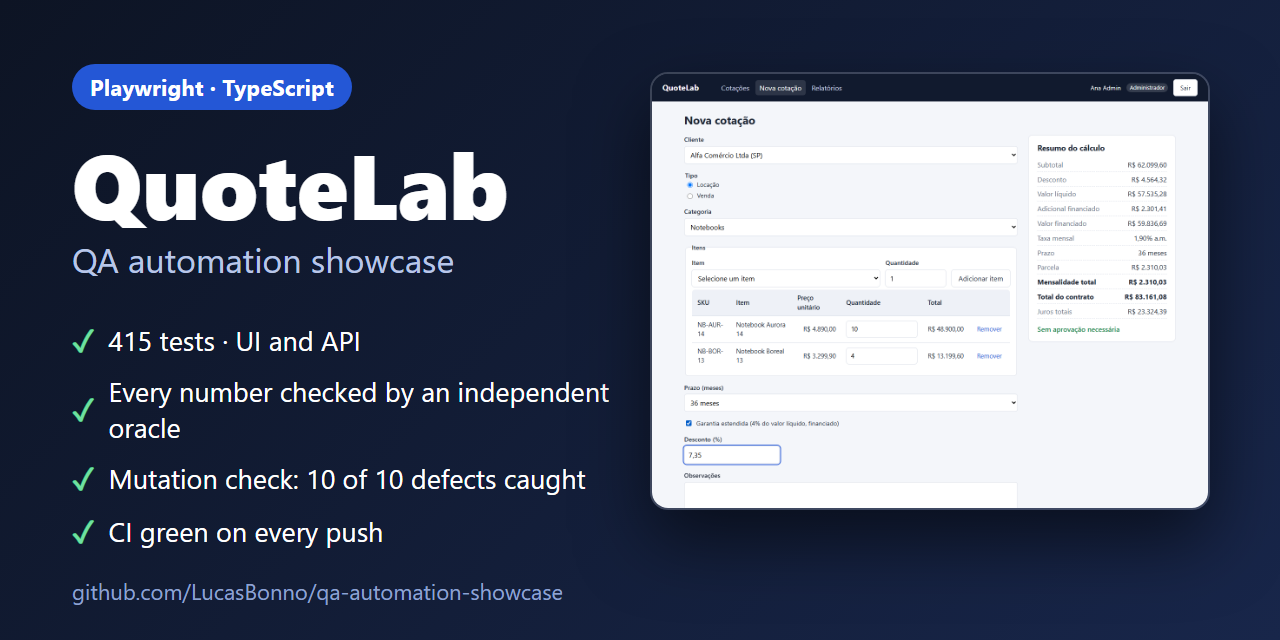 Playwright · TypeScript
QuoteLab
QA automation showcase
✓ 415 tests · UI and API
✓ Every number checked by an independent
oracle
✓ Mutation check: 10 of 10 defects caught
✓ CI green on every push
github.com/LucasBonno/qa-automation-showcase
QuoteLab Cotações Nova cotação Relatórios Ana Admin Administrador Sair
Nova cotação
Cliente
Alfa Comércio Ltda (SP)
Tipo
Locação
Venda
Categoria
Notebooks
Itens
Item Quantidade
Selecione um item 1 Adicionar item
SKU Item Preço unitário Quantidade Total
NB-AUR-14 Notebook Aurora 14 R$ 4.890,00 10 R$ 48.900,00 Remover
NB-BOR-13 Notebook Boreal 13 R$ 3.299,90 4 R$ 13.199,60 Remover
Prazo (meses)
36 meses
Garantia estendida (4% do valor líquido, financiado)
Desconto (%)
7,35
Observações
Resumo do cálculo
Subtotal R$ 62.099,60
Desconto R$ 4.564,32
Valor líquido R$ 57.535,28
Adicional financiado R$ 2.301,41
Valor financiado R$ 59.836,69
Taxa mensal 1,90% a.m.
Prazo 36 meses
Parcela R$ 2.310,03
Mensalidade total R$ 2.310,03
Total do contrato R$ 83.161,08
Juros totais R$ 23.324,39
Sem aprovação necessária